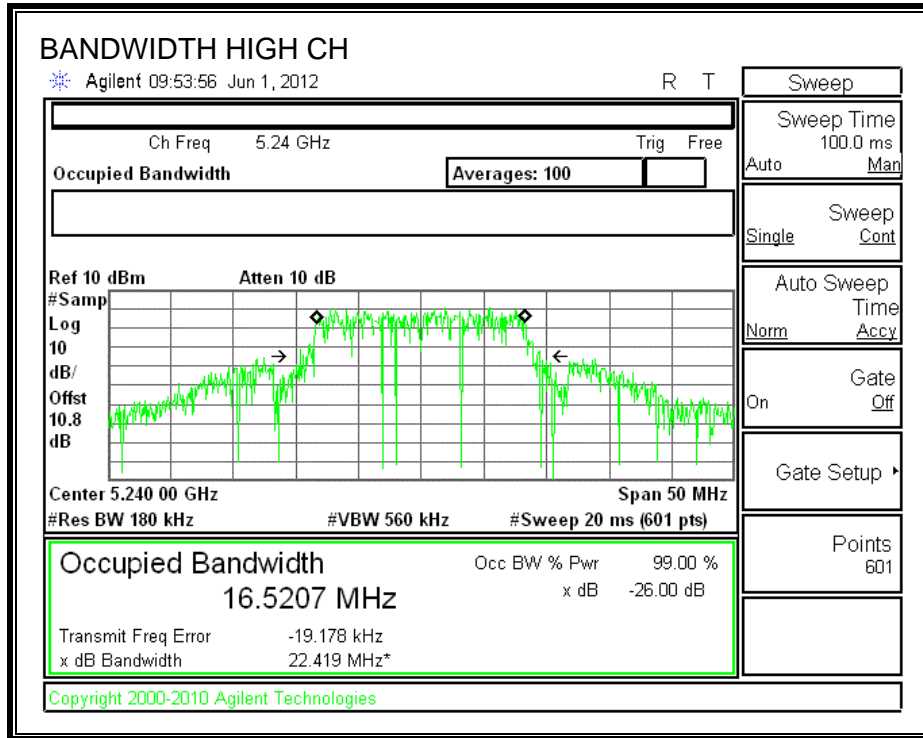 BANDWIDTH HIGH CH
Agilent 09:53:56 Jun 1, 2012 R T
Ch Freq 5.24 GHz Trig Free
Occupied Bandwidth Averages: 100
Ref 10 dBm Atten 10 dB
#Samp
Log
10
dB/
Offst
10.8
dB
Center 5.240 00 GHz Span 50 MHz
#Res BW 180 kHz #VBW 560 kHz #Sweep 20 ms (601 pts)
Occupied Bandwidth Occ BW % Pwr 99.00 %
16.5207 MHz x dB -26.00 dB
Transmit Freq Error -19.178 kHz
x dB Bandwidth 22.419 MHz*
Copyright 2000-2010 Agilent Technologies
Sweep
Sweep Time
100.0 ms
Auto Man
Sweep
Single Cont
Auto Sweep
Time
Norm Accy
Gate
On Off
Gate Setup
Points
601